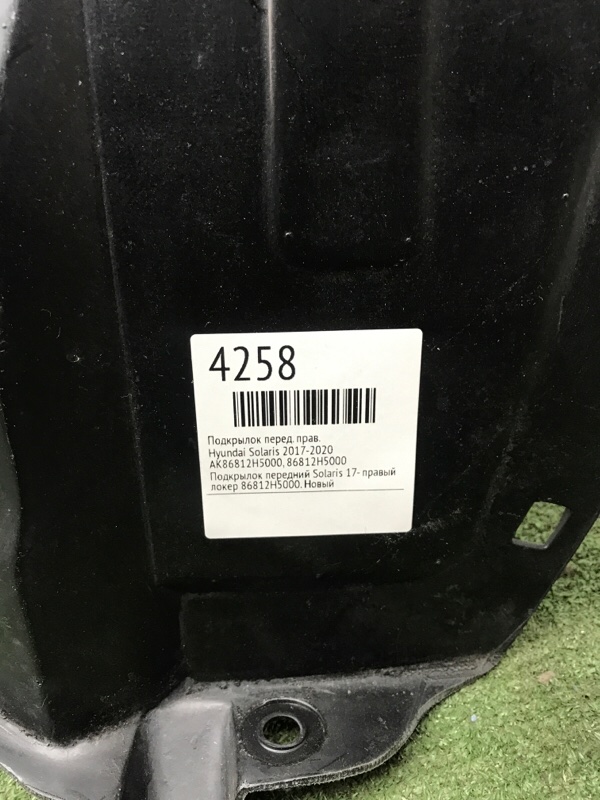 4258
Подкрылок перед. прав.
Hyundai Solaris 2017-2020
AK86812H5000, 86812H5000
Подкрылок передний Solaris 17- правый
локер 86812H5000. Новый